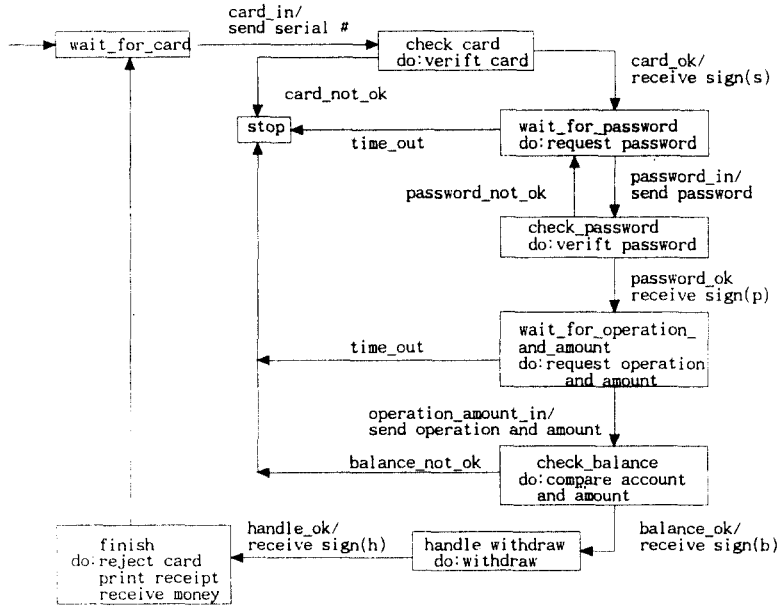 card_in/
send serial #
wait_for_card
check card
do:verift card
card_ok/
receive sign(s)
card_not_ok
stop
wait_for_password
do:request password
time_out
password_in/
send password
password_not_ok
check_password
do:verift password
password_ok
receive sign(p)
wait_for_operation_
and_amount
do:request operation
and amount
time_out
operation_amount_in/
send operation and amount
balance_not_ok
check_balance
do:compare account
and amount
handle_ok/
receive sign(h)
balance_ok/
receive sign(b)
handle withdraw
do:withdraw
finish
do:reject card
print receipt
receive money